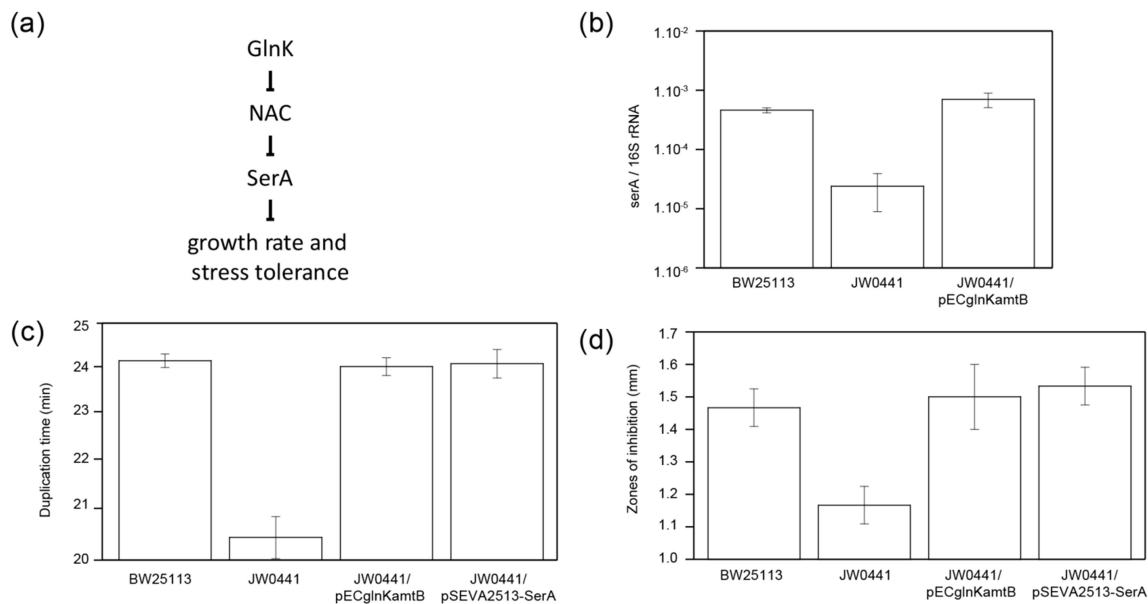 (a)
GlnK
NAC
SerA
growth rate and
stress tolerance
(b)
serA / 16S rRNA
1.10-2
1.10-3
1.10-4
1.10-5
1.10-6
BW25113
JW0441
JW0441/
pECglnKamtB
(c)
Duplication time (min)
25
24
23
22
21
20
BW25113
JW0441
JW0441/
pECglnKamtB
JW0441/
pSEVA2513-SerA
(d)
Zones of inhibition (mm)
1.7
1.6
1.5
1.4
1.3
1.2
1.1
1.0
BW25113
JW0441
JW0441/
pECglnKamtB
JW0441/
pSEVA2513-SerA